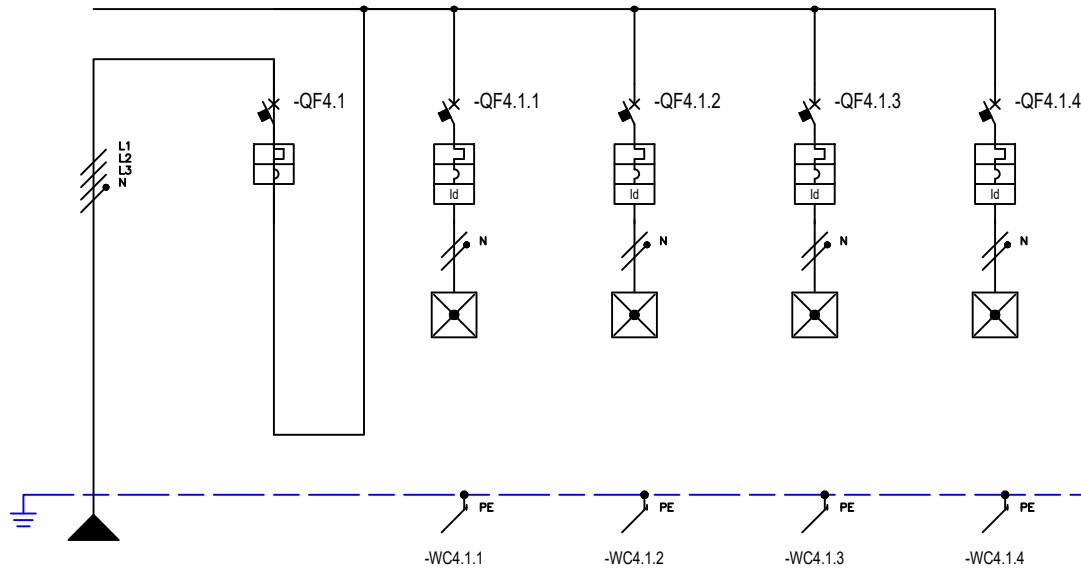 -QF4.1
-QF4.1.1
-QF4.1.2
-QF4.1.3
-QF4.1.4
L1
L2
L3
N
Id
Id
Id
Id
N
N
N
N
PE
PE
PE
PE
-WC4.1.1
-WC4.1.2
-WC4.1.3
-WC4.1.4